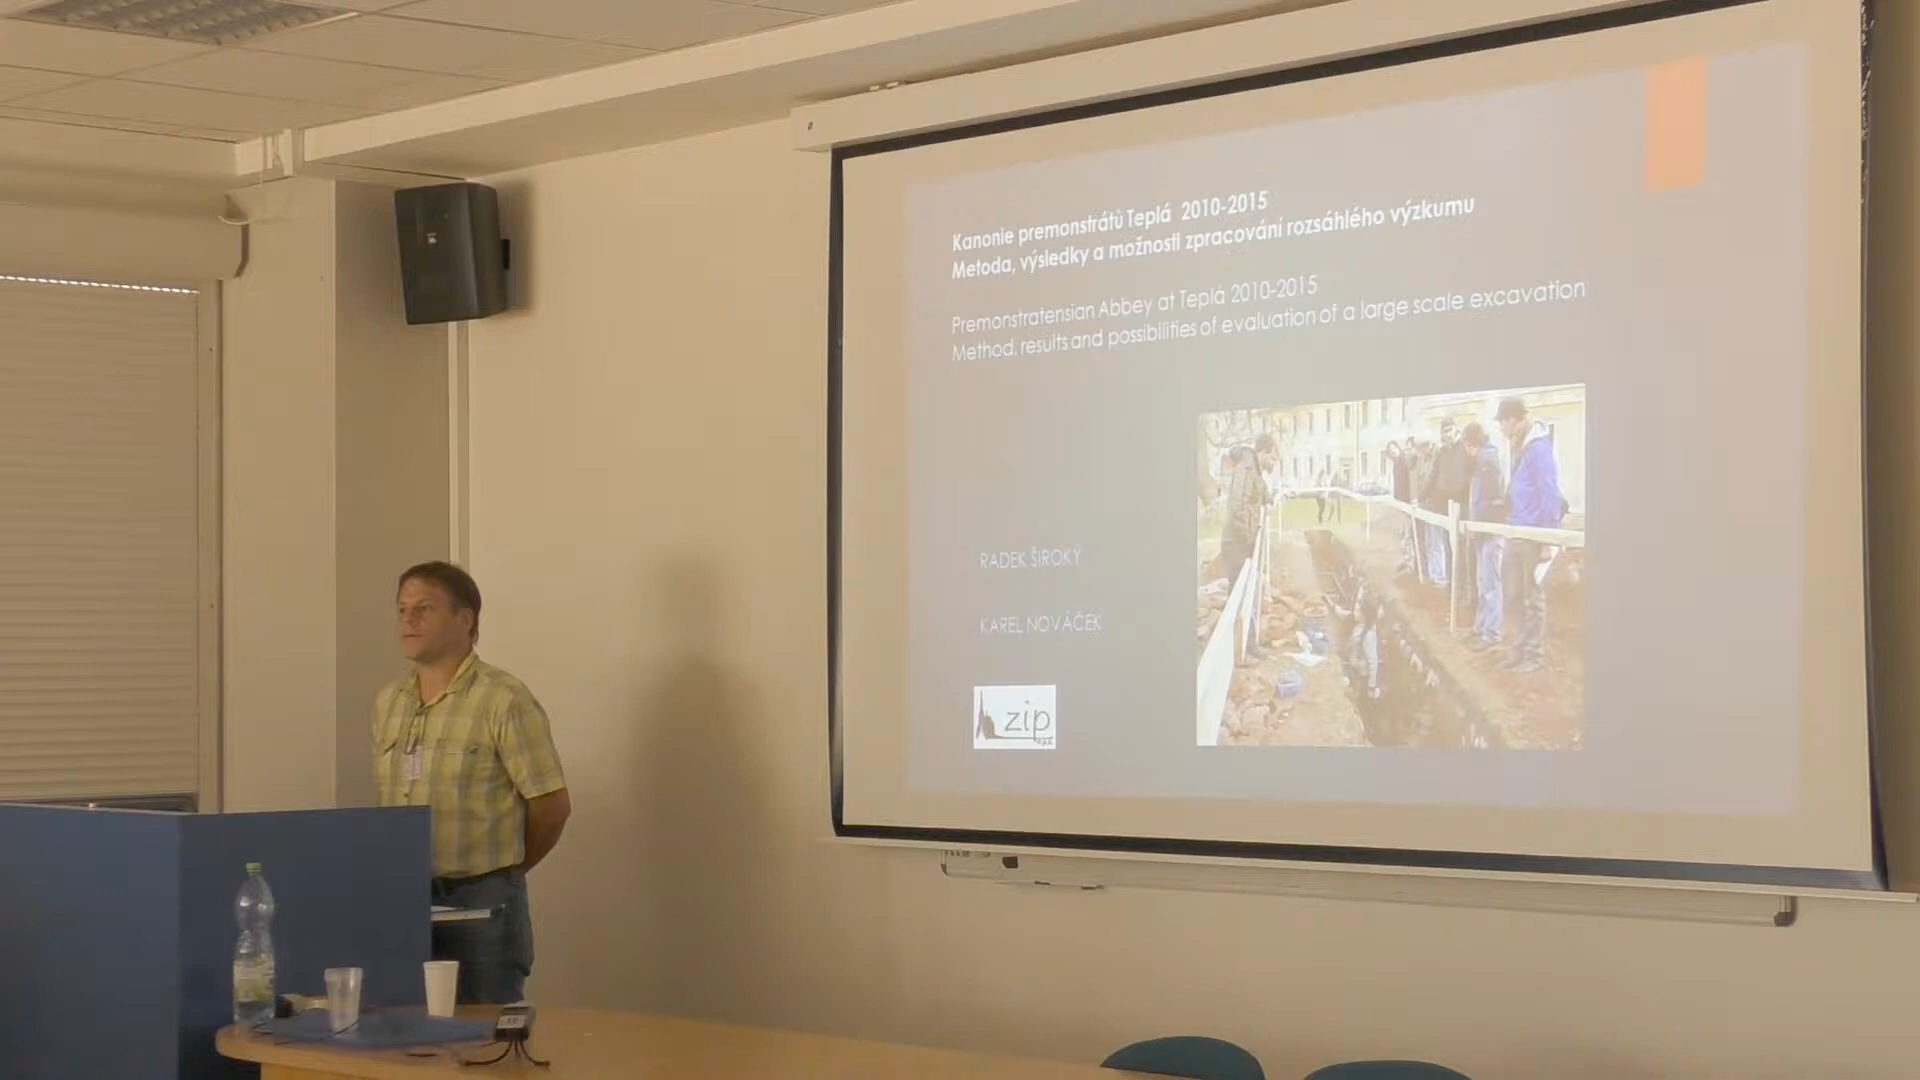 Kanonie premonstrátů Teplá 2010-2015
Metoda, výsledky a možnosti zpracování rozsáhlého výzkumu
Premonstratensian Abbey at Teplá 2010-2015
Method, results and possibilities of evaluation of a large scale excavation
RADEK ŠIROKÝ
KAREL NOVÁČEK
zip